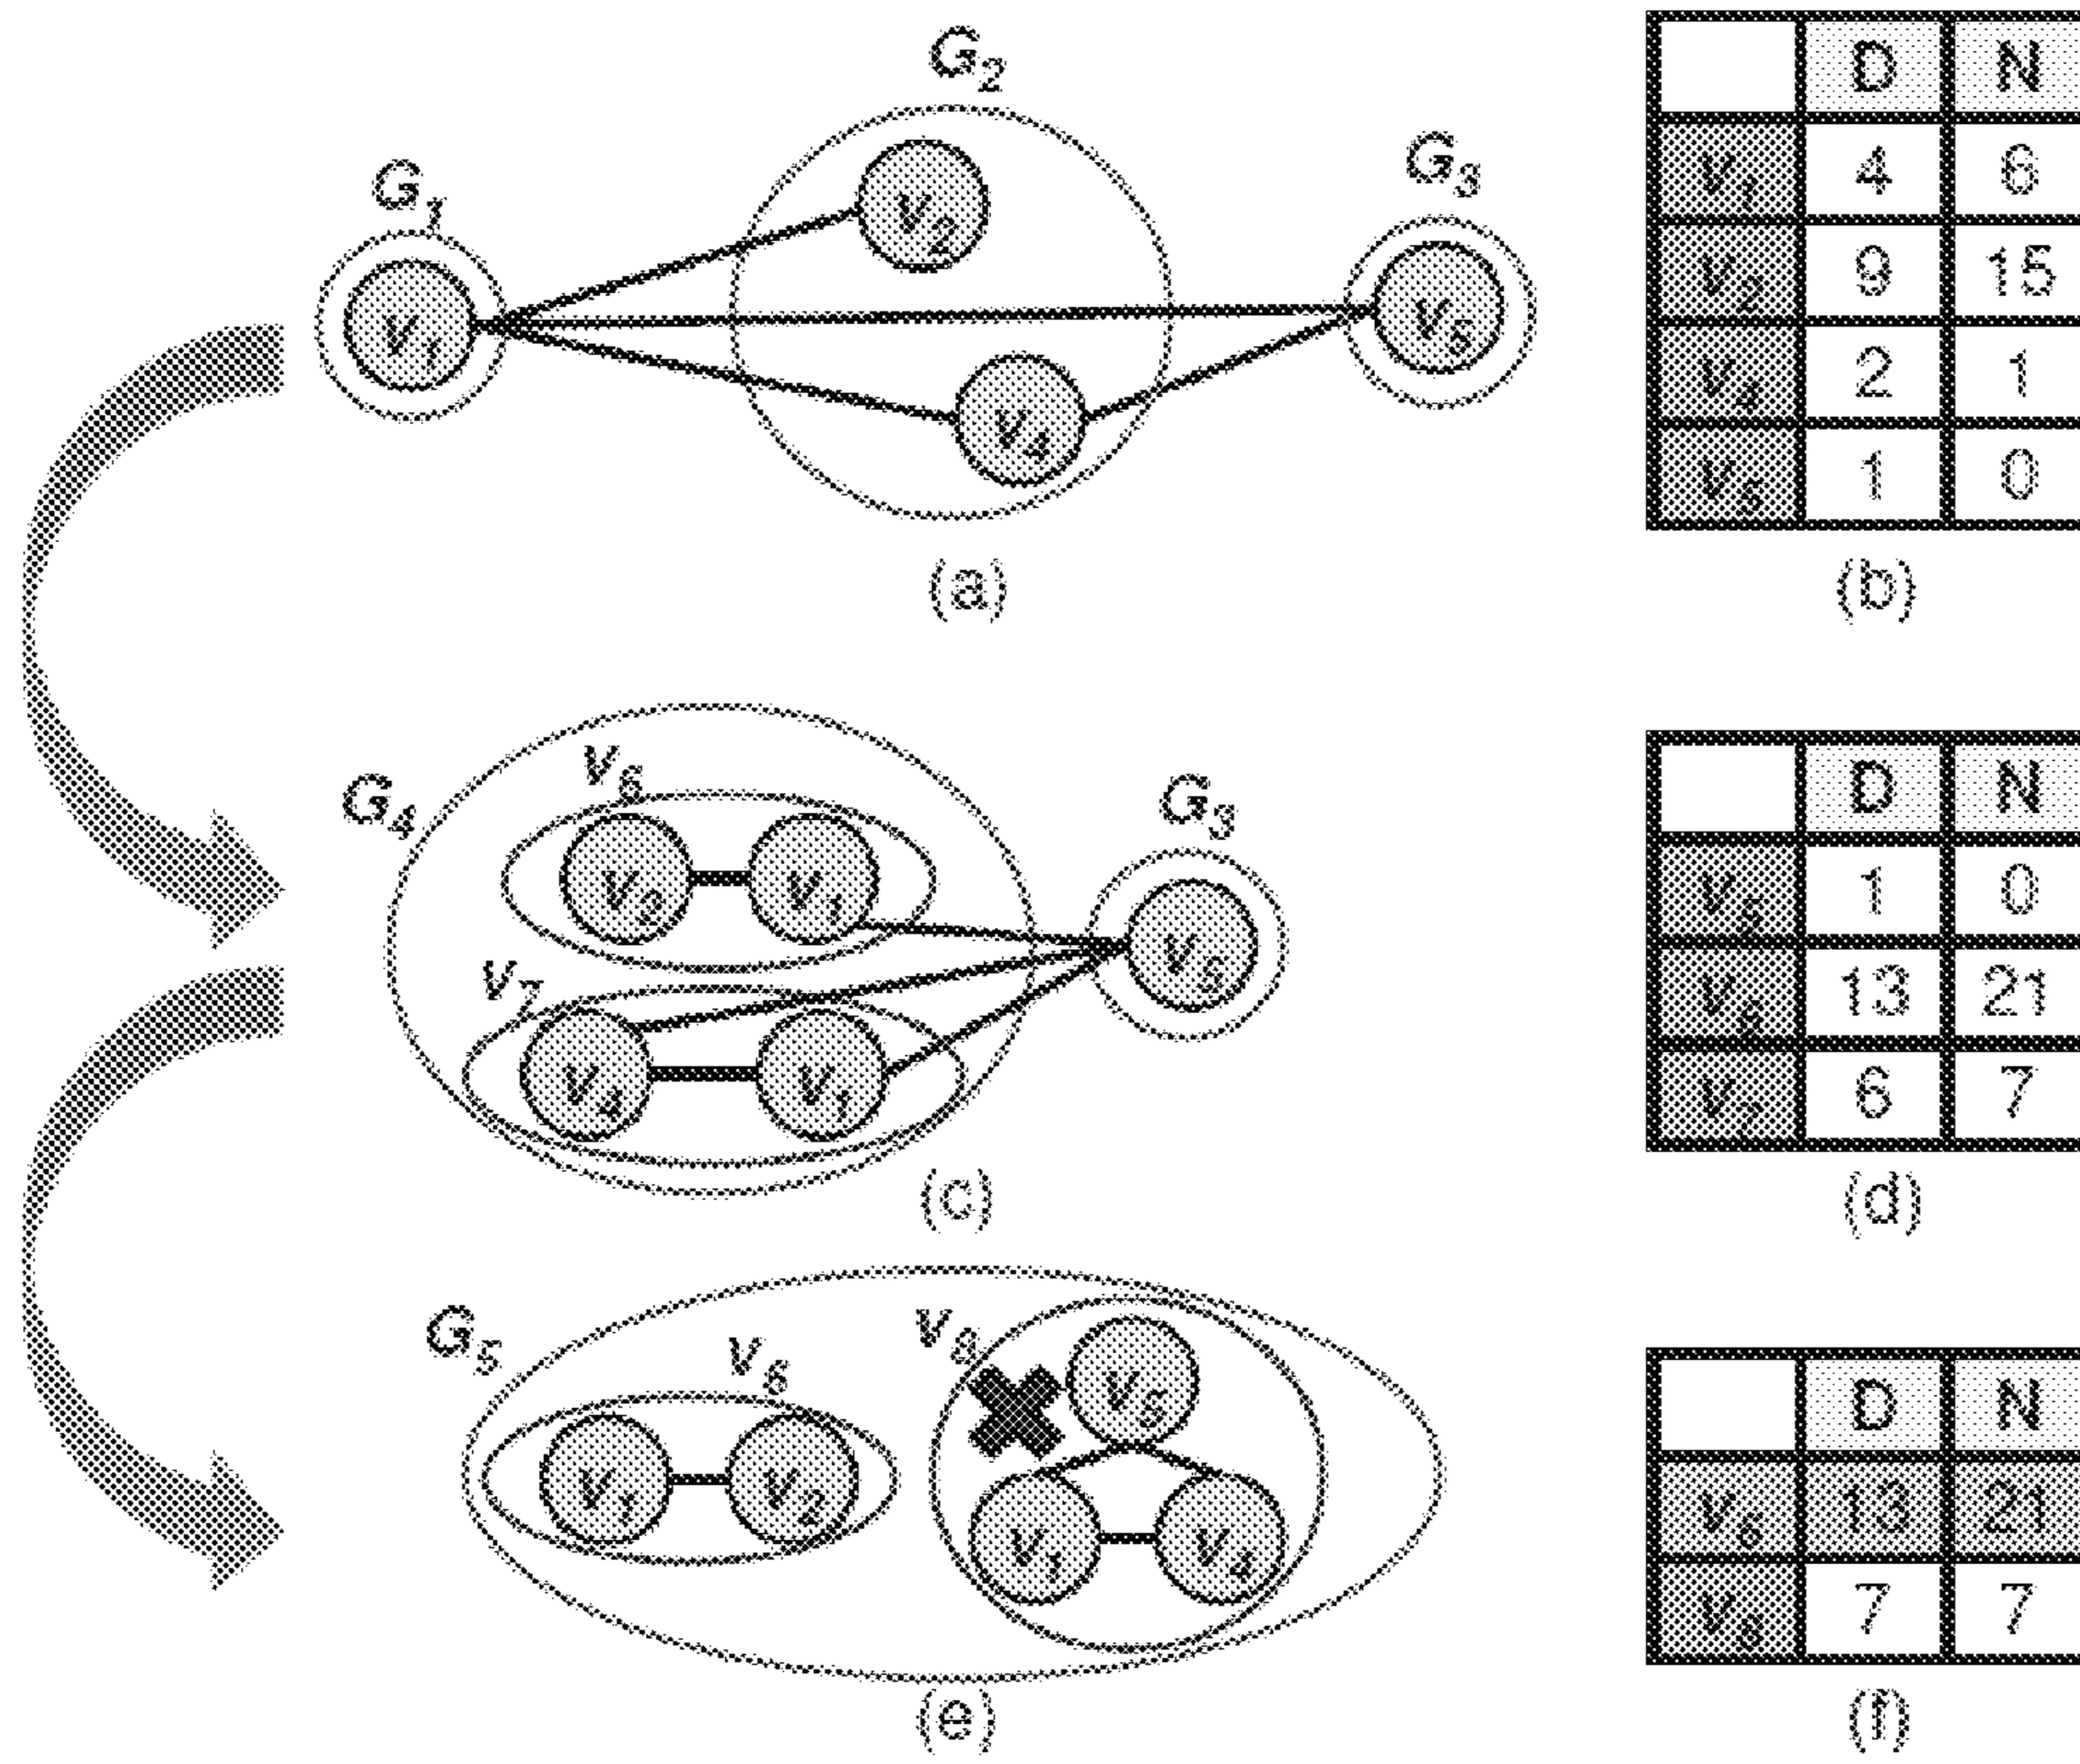 G2
G1
G3
v2
v1
v5
v4
(a)
D N
v1 4 6
v2 9 15
v4 2 1
v5 1 0
(b)
G4
v6
G3
v2 v1
v5
v7
v4 v1
(c)
D N
v5 1 0
v6 13 21
v7 6 7
(d)
G5
v6
v8
v5
v1 v2
v1 v4
(e)
D N
v6 13 21
v8 7 7
(f)